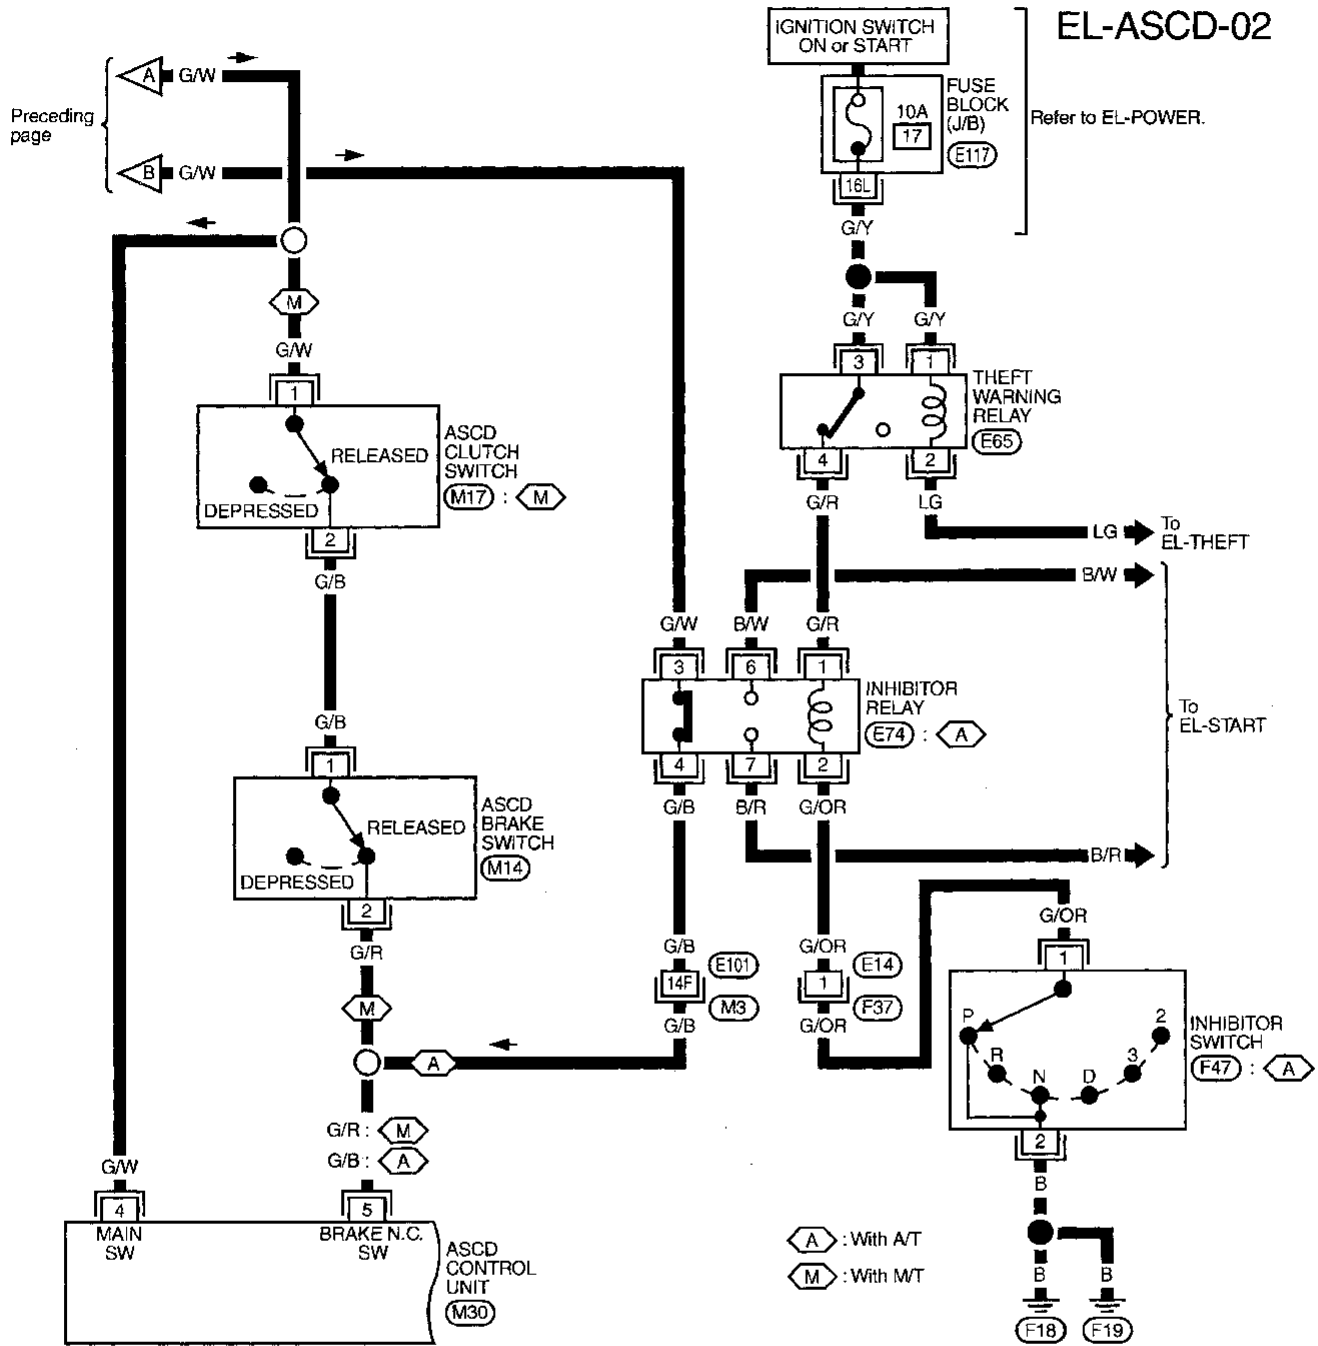 EL-ASCD-02
IGNITION SWITCH
ON or START
FUSE
BLOCK
(J/B)
E117
10A
17
Refer to EL-POWER.
16L
G/Y
G/Y
G/Y
3
1
THEFT
WARNING
RELAY
E65
4
2
G/R
LG
LG
To
EL-THEFT
B/W
Preceding
page
A
G/W
B
G/W
M
G/W
1
RELEASED
DEPRESSED
ASCD
CLUTCH
SWITCH
M17 : M
2
G/B
G/B
1
RELEASED
DEPRESSED
ASCD
BRAKE
SWITCH
M14
2
G/R
M
G/W
B/W
G/R
3
6
1
INHIBITOR
RELAY
E74 : A
4
7
2
G/B
B/R
G/OR
To
EL-START
B/R
G/B
G/OR
14F
E101
M3
1
E14
F37
G/B
G/OR
A
G/OR
1
P
R
N
D
3
2
INHIBITOR
SWITCH
F47 : A
2
B
B
B
F18
F19
G/R : M
G/B : A
G/W
4
5
MAIN
SW
BRAKE N.C.
SW
ASCD
CONTROL
UNIT
M30
A : With A/T
M : With M/T